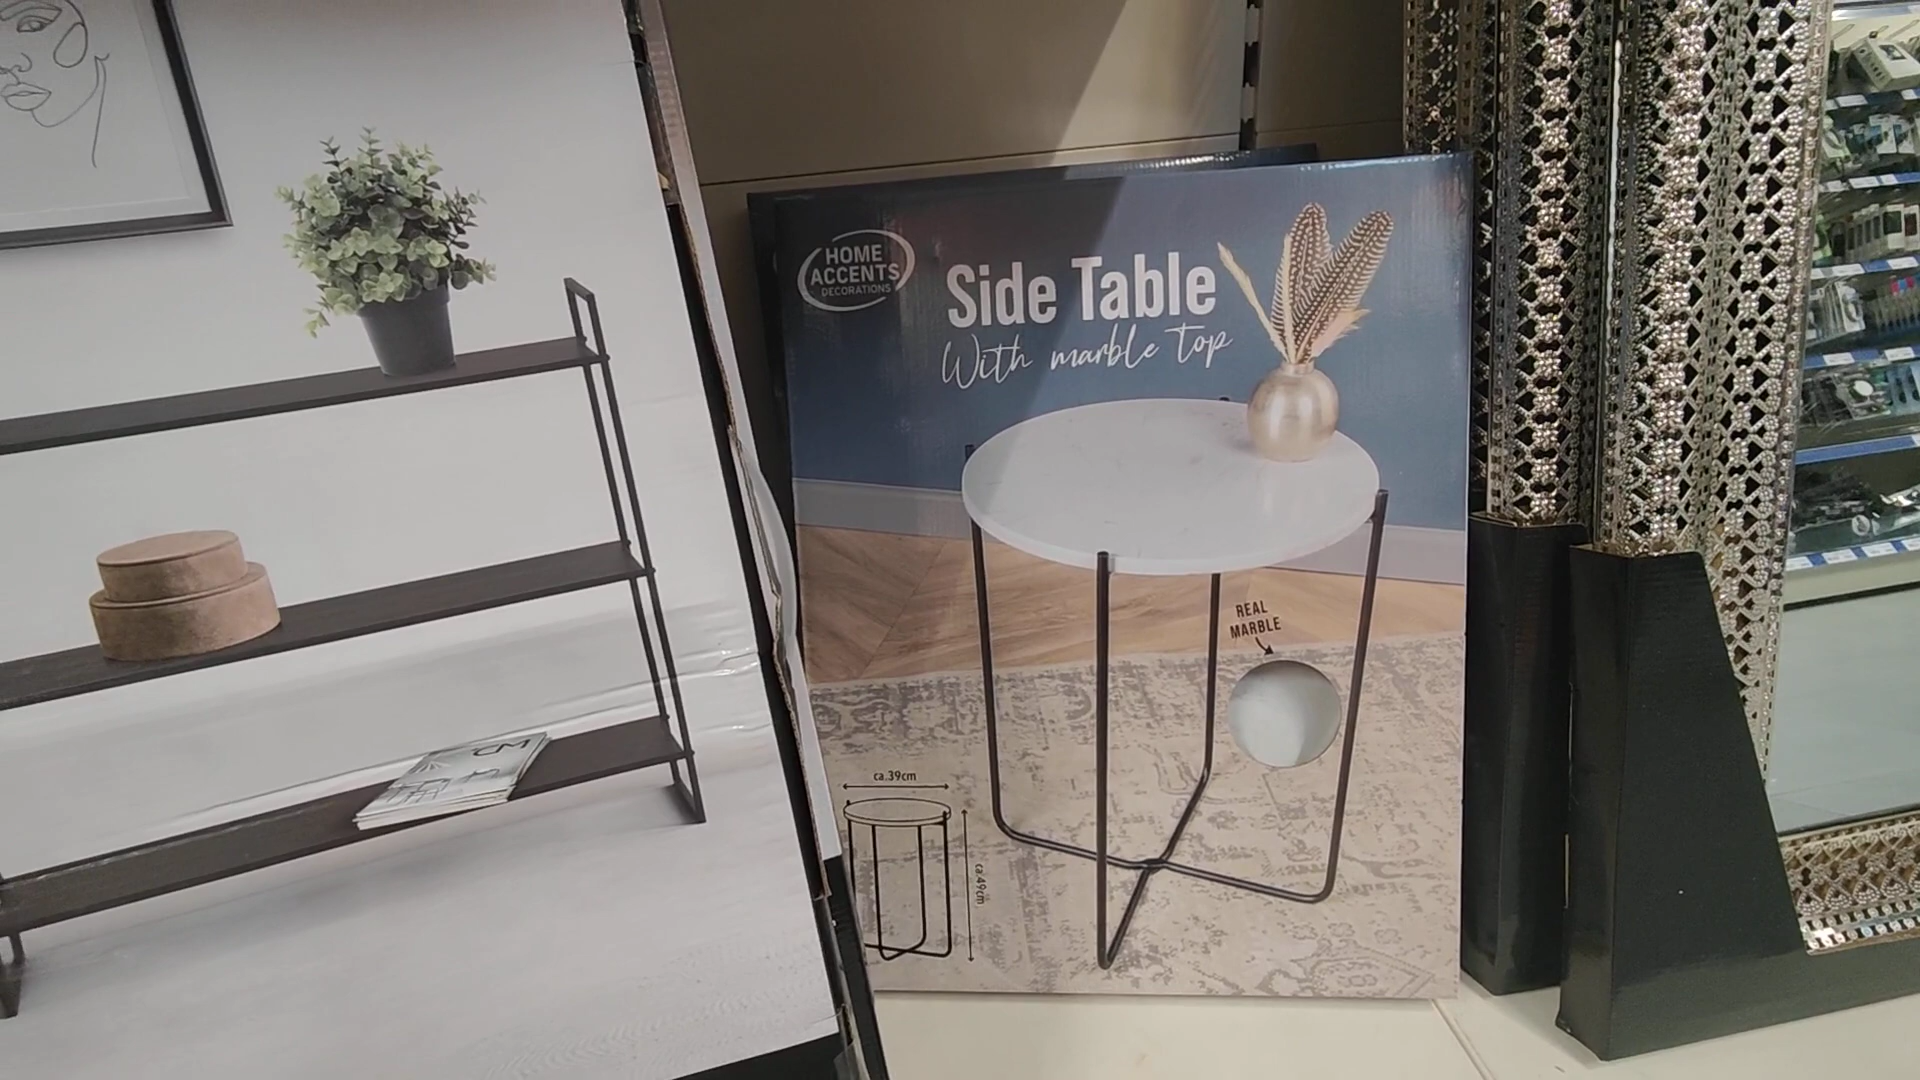 HOME
ACCENTS
DECORATIONS
Side Table
With marble top
REAL
MARBLE
ca.39cm
ca.49cm